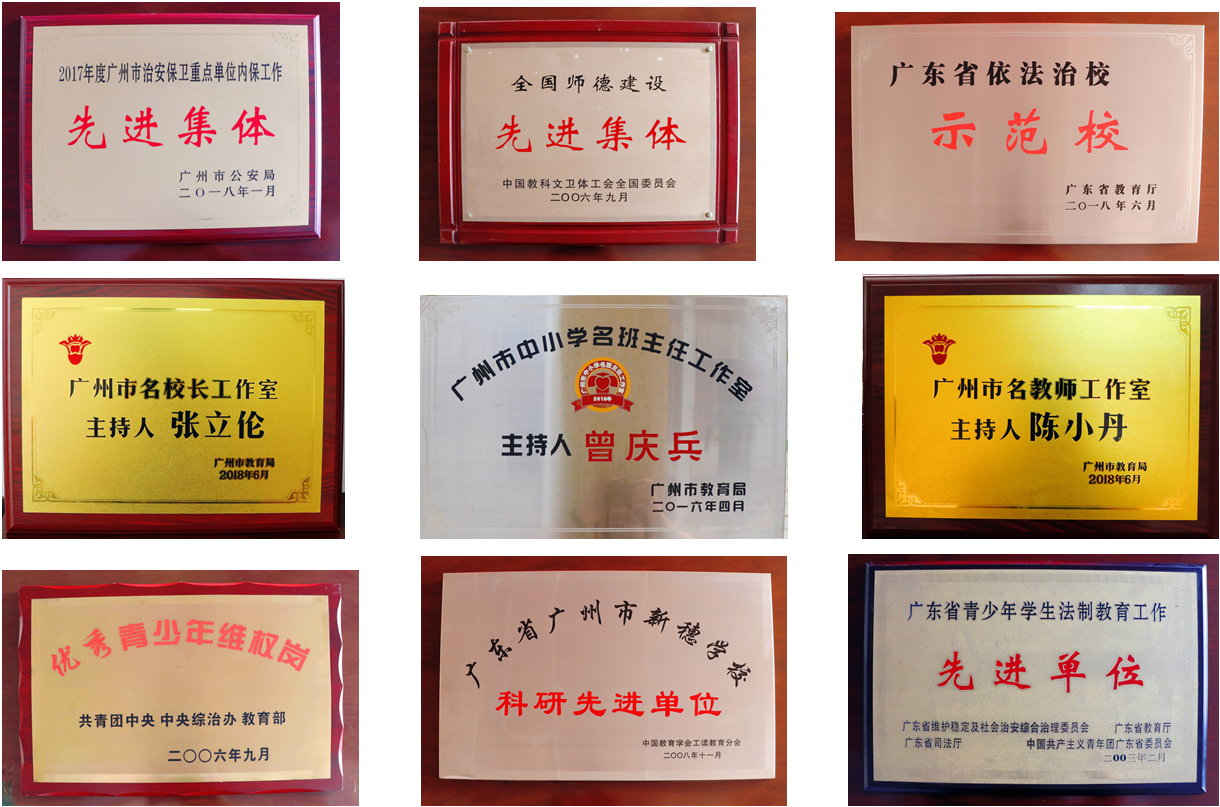 2017年度广州市治安保卫重点单位内保工作
先进集体
广州市公安局
二〇一八年一月
全国师德建设
先进集体
中国教科文卫体工会全国委员会
二〇〇六年九月
广东省依法治校
示范校
广东省教育厅
二〇一八年六月
广州市名校长工作室
主持人 张立伦
广州市教育局
2018年6月
广州市中小学名班主任工作室
2016年
主持人 曾庆兵
广州市教育局
二〇一六年四月
广州市名教师工作室
主持人 陈小丹
广州市教育局
2018年6月
优秀青少年维权岗
共青团中央 中央综治办 教育部
二〇〇六年九月
广东省广州市新穗学校
科研先进单位
中国教育学会工读教育分会
二〇〇八年十一月
广东省青少年学生法制教育工作
先进单位
广东省维护稳定及社会治安综合治理委员会 广东省教育厅
广东省司法厅 中国共产主义青年团广东省委员会
二〇〇三年二月